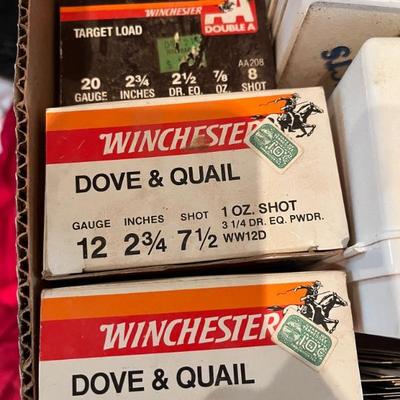 WINCHESTER
AA
DOUBLE A
TARGET LOAD
AA208
20 2¾ 2½ ⅞ 8
GAUGE INCHES DR. EQ. OZ. SHOT
WINCHESTER
DOVE & QUAIL
GAUGE INCHES SHOT 1 OZ. SHOT
12 2¾ 7½ 3 1/4 DR. EQ. PWDR.
WW12D
WINCHESTER
DOVE & QUAIL